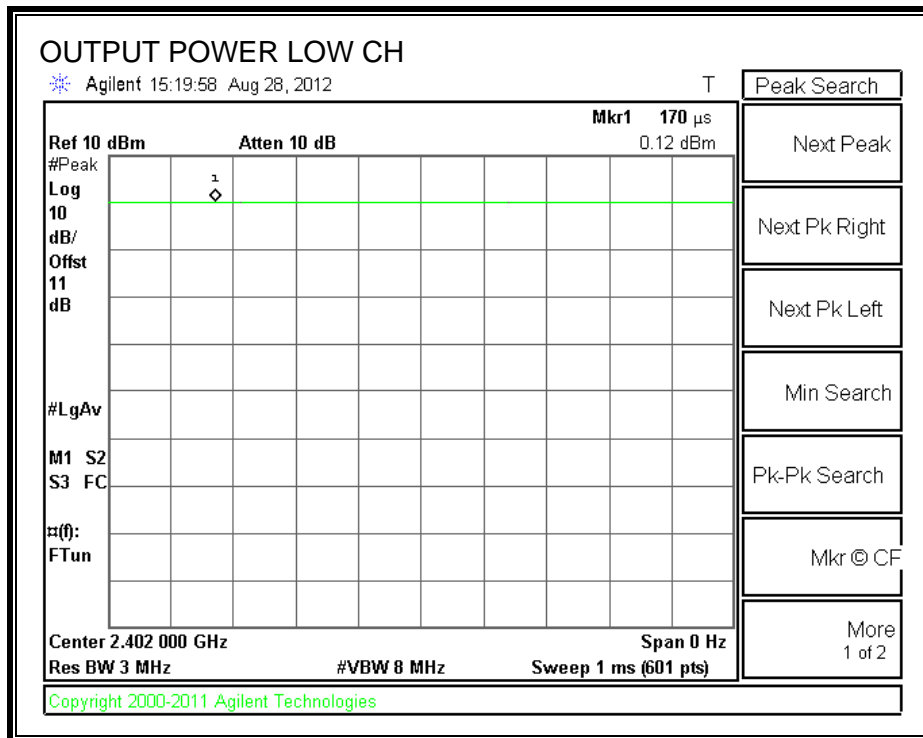 OUTPUT POWER LOW CH
Agilent 15:19:58 Aug 28, 2012 T
Peak Search
Mkr1 170 µs
Ref 10 dBm Atten 10 dB 0.12 dBm
#Peak
Log
10
dB/
Offst
11
dB
1
#LgAv
M1 S2
S3 FC
¤(f):
FTun
Center 2.402 000 GHz Span 0 Hz
Res BW 3 MHz #VBW 8 MHz Sweep 1 ms (601 pts)
Copyright 2000-2011 Agilent Technologies
Next Peak
Next Pk Right
Next Pk Left
Min Search
Pk-Pk Search
Mkr © CF
More
1 of 2